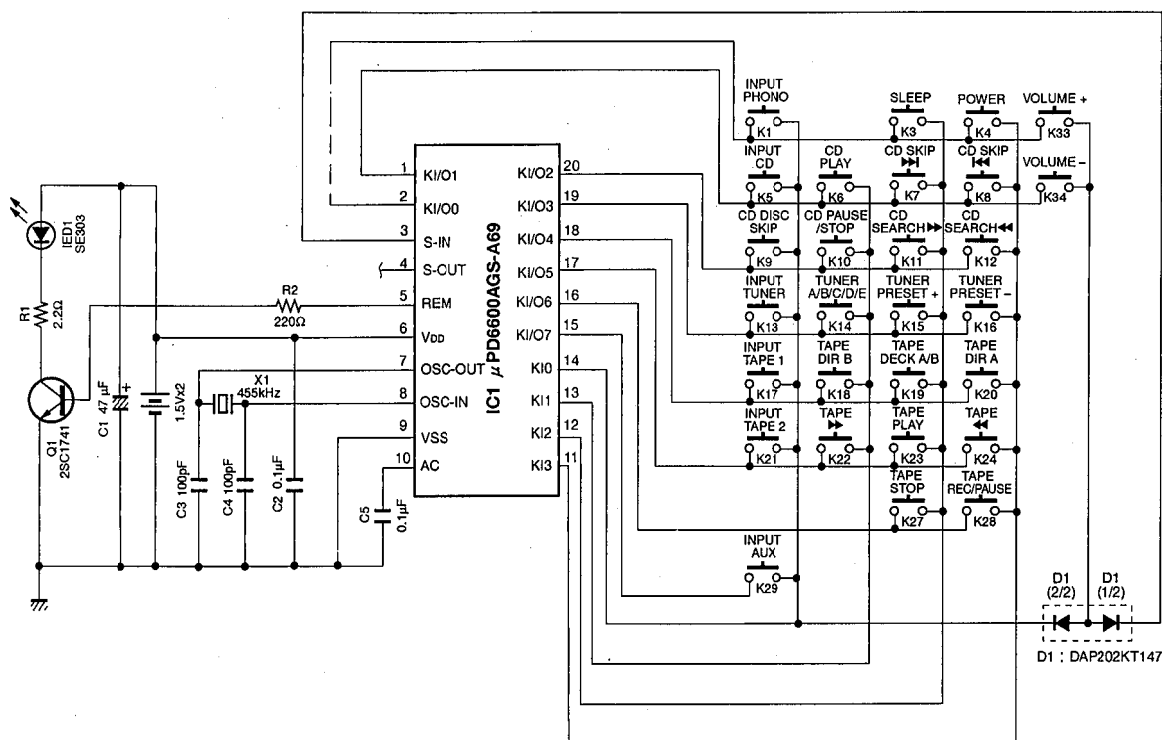 INPUT
PHONO
K1
SLEEP
K3
POWER
K4
VOLUME +
K33
INPUT
CD
K5
CD
PLAY
K6
CD SKIP
▶▶|
K7
CD SKIP
|◀◀
K8
VOLUME −
K34
CD DISC
SKIP
K9
CD PAUSE
/STOP
K10
CD
SEARCH ▶▶
K11
CD
SEARCH ◀◀
K12
INPUT
TUNER
K13
TUNER
A/B/C/D/E
K14
TUNER
PRESET +
K15
TUNER
PRESET −
K16
INPUT
TAPE 1
K17
TAPE
DIR B
K18
TAPE
DECK A/B
K19
TAPE
DIR A
K20
INPUT
TAPE 2
K21
TAPE
▶▶
K22
TAPE
PLAY
K23
TAPE
◀◀
K24
TAPE
STOP
K27
TAPE
REC/PAUSE
K28
INPUT
AUX
K29
1 KI/O1
2 KI/O0
3 S-IN
4 S-OUT
5 REM
6 VDD
7 OSC-OUT
8 OSC-IN
9 VSS
10 AC
IC1 μPD6600AGS-A69
KI/O2 20
KI/O3 19
KI/O4 18
KI/O5 17
KI/O6 16
KI/O7 15
KI0 14
KI1 13
KI2 12
KI3 11
IED1
SE303
R1
2.2Ω
R2
220Ω
Q1
2SC1741
C1 47 μF
+
1.5Vx2
X1
455kHz
C3 100pF
C4 100pF
C2 0.1μF
C5
0.1μF
D1
(2/2)
D1
(1/2)
D1 : DAP202KT147